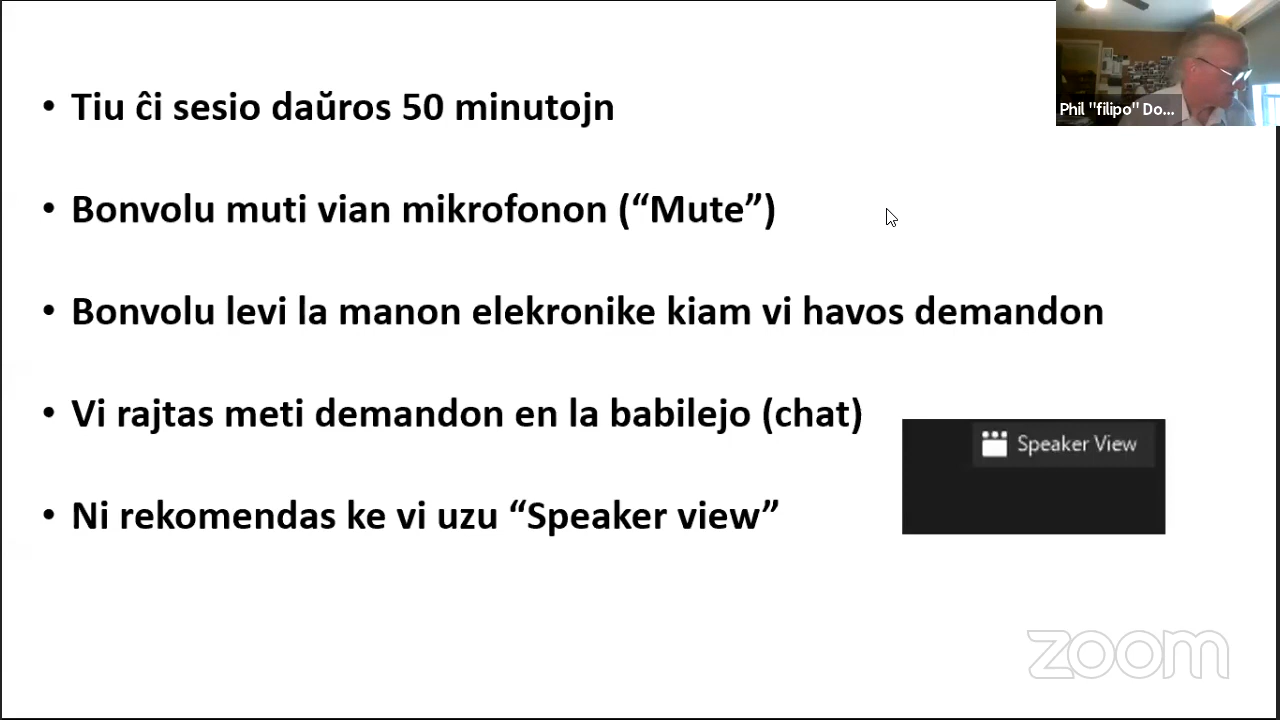 Phil "filipo" Do...
• Tiu ĉi sesio daŭros 50 minutojn
• Bonvolu muti vian mikrofonon (“Mute”)
• Bonvolu levi la manon elekronike kiam vi havos demandon
• Vi rajtas meti demandon en la babilejo (chat)
Speaker View
• Ni rekomendas ke vi uzu “Speaker view”
zoom